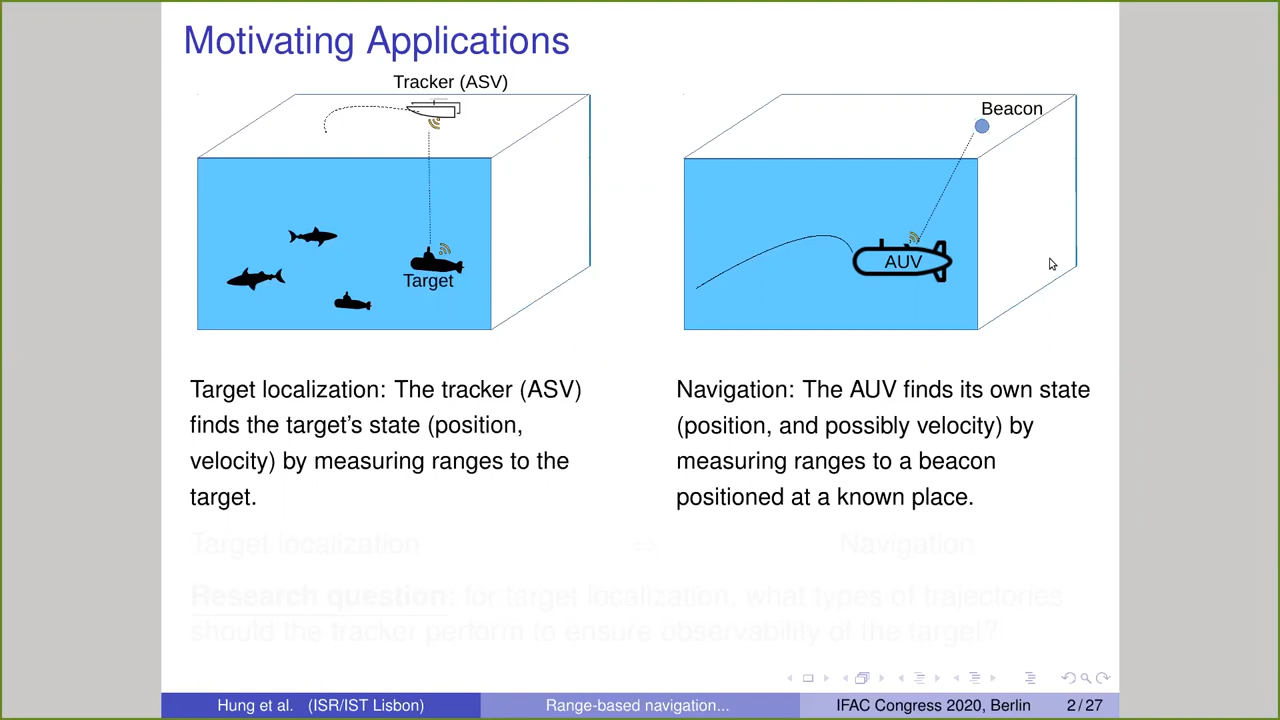 Motivating Applications
Tracker (ASV)
Target
Beacon
AUV
Target localization: The tracker (ASV)
finds the target's state (position,
velocity) by measuring ranges to the
target.
Navigation: The AUV finds its own state
(position, and possibly velocity) by
measuring ranges to a beacon
positioned at a known place.
Target localization ⇔ Navigation
Research question: for target localization, what types of trajectories
should the tracker perform to ensure observability of the target?
Hung et al. (ISR/IST Lisbon) Range-based navigation... IFAC Congress 2020, Berlin 2/27